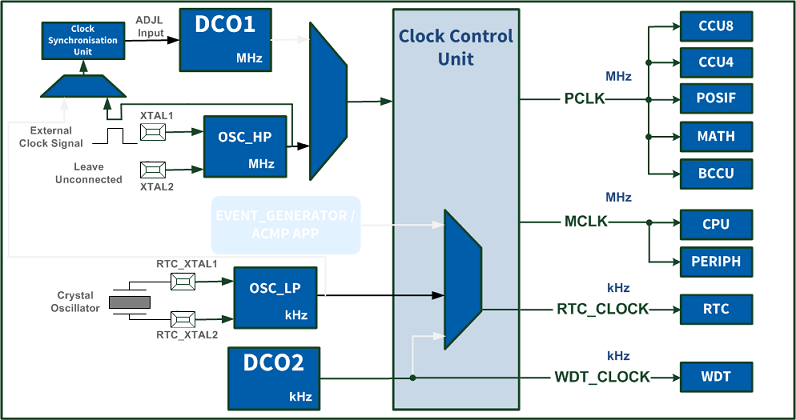 Clock
Synchronisation
Unit
ADJL
Input
DCO1
MHz
Clock Control
Unit
CCU8
CCU4
POSIF
MATH
BCCU
MHz
PCLK
External
Clock Signal
XTAL1
OSC_HP
MHz
Leave
Unconnected
XTAL2
EVENT_GENERATOR /
ACMP APP
MHz
MCLK
CPU
PERIPH
RTC_XTAL1
Crystal
Oscillator
OSC_LP
kHz
RTC_XTAL2
kHz
RTC_CLOCK
RTC
DCO2
kHz
kHz
WDT_CLOCK
WDT